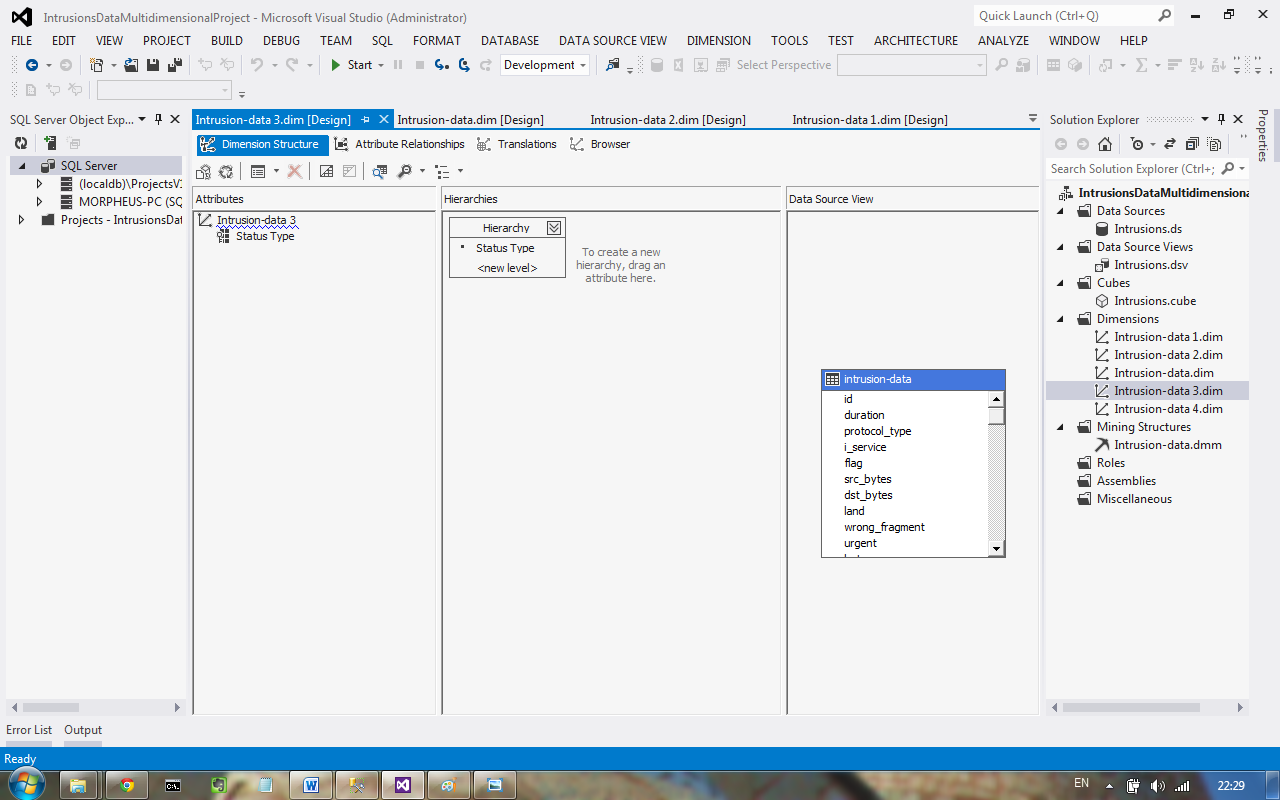 IntrusionsDataMultidimensionalProject - Microsoft Visual Studio (Administrator)
Quick Launch (Ctrl+Q)
FILE EDIT VIEW PROJECT BUILD DEBUG TEAM SQL FORMAT DATABASE DATA SOURCE VIEW DIMENSION TOOLS TEST ARCHITECTURE ANALYZE WINDOW HELP
Start Development Select Perspective
SQL Server Object Exp...
SQL Server
(localdb)\ProjectsV
MORPHEUS-PC (SQ
Projects - IntrusionsDat
Intrusion-data 3.dim [Design] Intrusion-data.dim [Design] Intrusion-data 2.dim [Design] Intrusion-data 1.dim [Design]
Dimension Structure Attribute Relationships Translations Browser
Attributes
Intrusion-data 3
Status Type
Hierarchies
Hierarchy
Status Type
<new level>
To create a new
hierarchy, drag an
attribute here.
Data Source View
intrusion-data
id
duration
protocol_type
i_service
flag
src_bytes
dst_bytes
land
wrong_fragment
urgent
Solution Explorer
Search Solution Explorer (Ctrl+;
IntrusionsDataMultidimensiona
Data Sources
Intrusions.ds
Data Source Views
Intrusions.dsv
Cubes
Intrusions.cube
Dimensions
Intrusion-data 1.dim
Intrusion-data 2.dim
Intrusion-data.dim
Intrusion-data 3.dim
Intrusion-data 4.dim
Mining Structures
Intrusion-data.dmm
Roles
Assemblies
Miscellaneous
Properties
Error List Output
Ready
EN 22:29